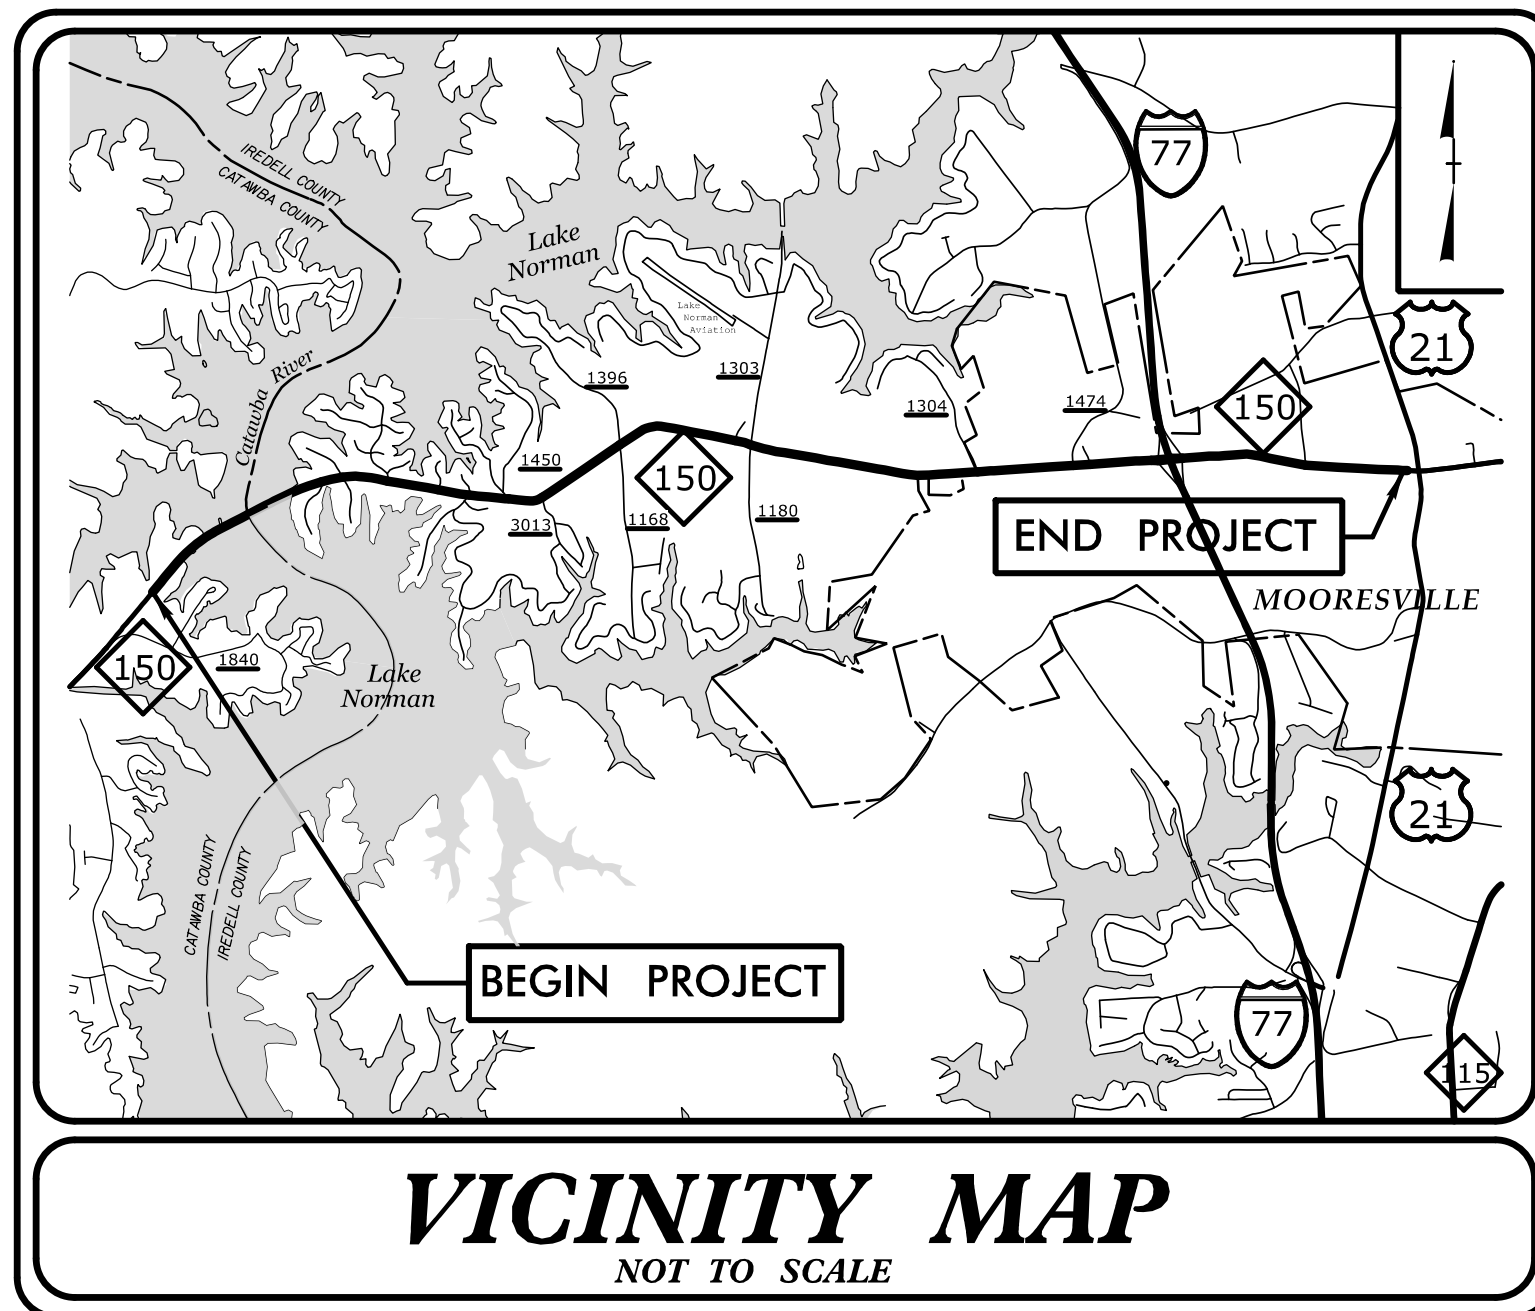 77
IREDELL COUNTY
CATAWBA COUNTY
Lake
Norman
Lake
Norman
Aviation
21
Catawba River
1396
1303
1304
1474
150
1450
150
3013
1168
1180
END PROJECT
MOORESVILLE
150
1840
Lake
Norman
21
CATAWBA COUNTY
IREDELL COUNTY
BEGIN PROJECT
77
115
VICINITY MAP
NOT TO SCALE